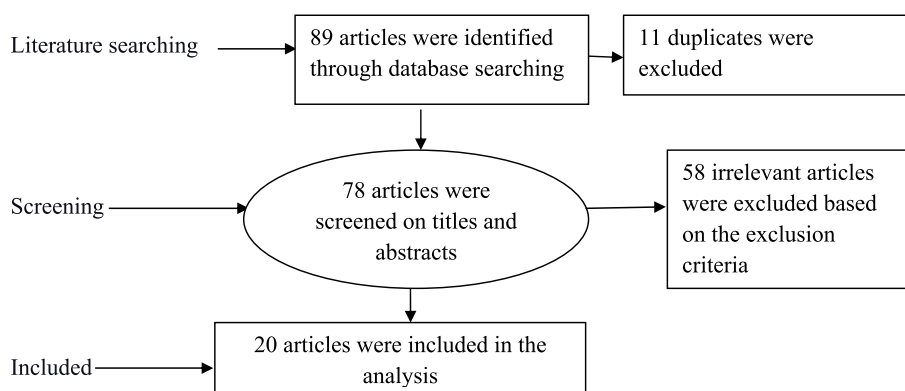 Literature searching
89 articles were identified
through database searching
11 duplicates were
excluded
Screening
78 articles were
screened on titles and
abstracts
58 irrelevant articles
were excluded based
on the exclusion
criteria
Included
20 articles were included in the
analysis